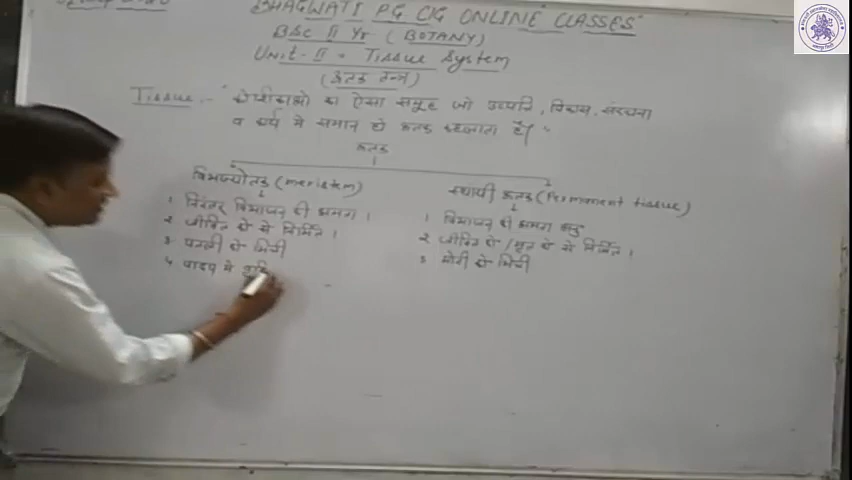 BHAGWATI PG ClG ONLINE CLASSES"
BSC II Yr (BOTANY)
Unit-II = Tissue System
(ऊतक तन्त्र)
Tissue:- "कोशिकाओं का ऐसा समूह जो उत्पत्ति, विकास, संरचना
व कार्य में समान हो ऊतक कहलाता है।"
ऊतक
विभज्योतक (meristem)
स्थायी ऊतक (Permanent tissue)
1 निरंतर विभाजन की क्षमता।
2 जीवित को से निर्मित।
3 पतली को भित्ती
4 पादप में वृद्धि
1 विभाजन की क्षमता
2 जीवित को / मृत को से निर्मित।
3 मोटी को भित्ती